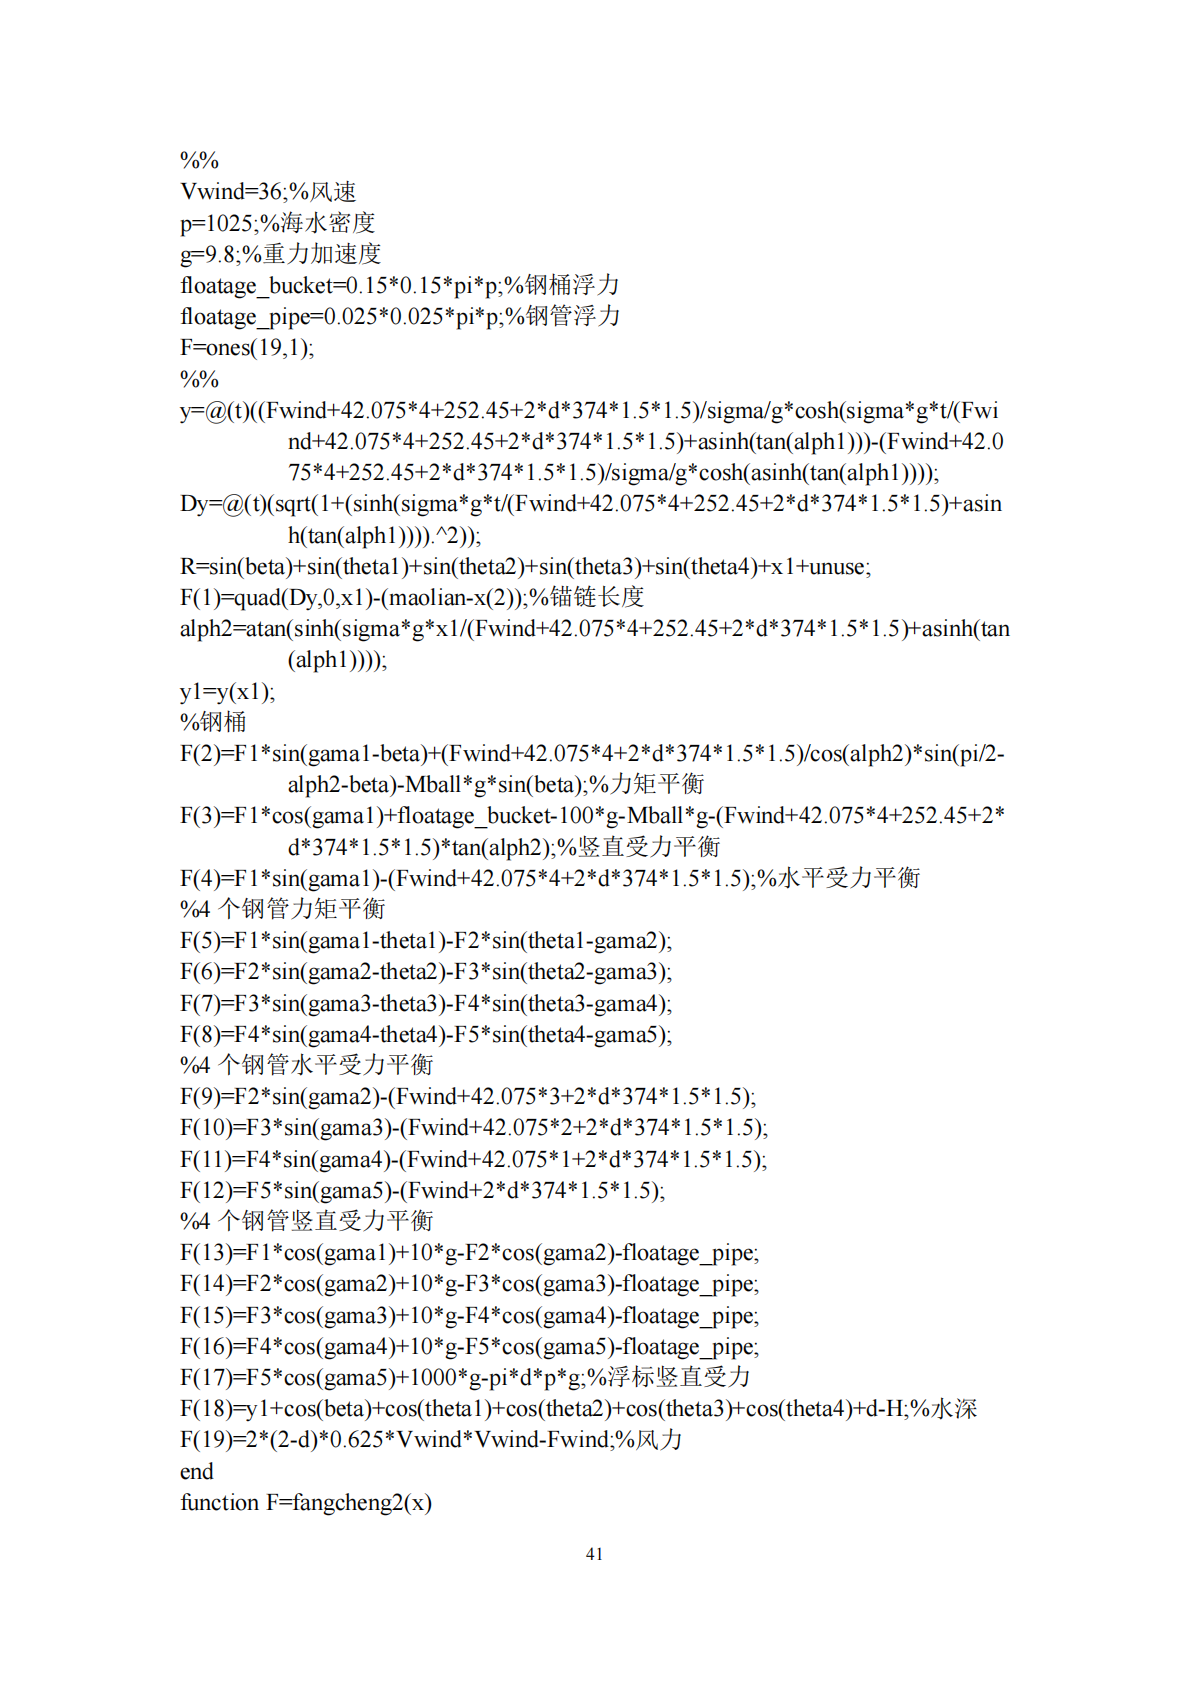 %%
Vwind=36;%风速
p=1025;%海水密度
g=9.8;%重力加速度
floatage_bucket=0.15*0.15*pi*p;%钢桶浮力
floatage_pipe=0.025*0.025*pi*p;%钢管浮力
F=ones(19,1);
%%
y=@(t)((Fwind+42.075*4+252.45+2*d*374*1.5*1.5)/sigma/g*cosh(sigma*g*t/(Fwi
nd+42.075*4+252.45+2*d*374*1.5*1.5)+asinh(tan(alph1)))-(Fwind+42.0
75*4+252.45+2*d*374*1.5*1.5)/sigma/g*cosh(asinh(tan(alph1))));
Dy=@(t)(sqrt(1+(sinh(sigma*g*t/(Fwind+42.075*4+252.45+2*d*374*1.5*1.5)+asin
h(tan(alph1)))).^2));
R=sin(beta)+sin(theta1)+sin(theta2)+sin(theta3)+sin(theta4)+x1+unuse;
F(1)=quad(Dy,0,x1)-(maolian-x(2));%锚链长度
alph2=atan(sinh(sigma*g*x1/(Fwind+42.075*4+252.45+2*d*374*1.5*1.5)+asinh(tan
(alph1))));
y1=y(x1);
%钢桶
F(2)=F1*sin(gama1-beta)+(Fwind+42.075*4+2*d*374*1.5*1.5)/cos(alph2)*sin(pi/2-
alph2-beta)-Mball*g*sin(beta);%力矩平衡
F(3)=F1*cos(gama1)+floatage_bucket-100*g-Mball*g-(Fwind+42.075*4+252.45+2*
d*374*1.5*1.5)*tan(alph2);%竖直受力平衡
F(4)=F1*sin(gama1)-(Fwind+42.075*4+2*d*374*1.5*1.5);%水平受力平衡
%4 个钢管力矩平衡
F(5)=F1*sin(gama1-theta1)-F2*sin(theta1-gama2);
F(6)=F2*sin(gama2-theta2)-F3*sin(theta2-gama3);
F(7)=F3*sin(gama3-theta3)-F4*sin(theta3-gama4);
F(8)=F4*sin(gama4-theta4)-F5*sin(theta4-gama5);
%4 个钢管水平受力平衡
F(9)=F2*sin(gama2)-(Fwind+42.075*3+2*d*374*1.5*1.5);
F(10)=F3*sin(gama3)-(Fwind+42.075*2+2*d*374*1.5*1.5);
F(11)=F4*sin(gama4)-(Fwind+42.075*1+2*d*374*1.5*1.5);
F(12)=F5*sin(gama5)-(Fwind+2*d*374*1.5*1.5);
%4 个钢管竖直受力平衡
F(13)=F1*cos(gama1)+10*g-F2*cos(gama2)-floatage_pipe;
F(14)=F2*cos(gama2)+10*g-F3*cos(gama3)-floatage_pipe;
F(15)=F3*cos(gama3)+10*g-F4*cos(gama4)-floatage_pipe;
F(16)=F4*cos(gama4)+10*g-F5*cos(gama5)-floatage_pipe;
F(17)=F5*cos(gama5)+1000*g-pi*d*p*g;%浮标竖直受力
F(18)=y1+cos(beta)+cos(theta1)+cos(theta2)+cos(theta3)+cos(theta4)+d-H;%水深
F(19)=2*(2-d)*0.625*Vwind*Vwind-Fwind;%风力
end
function F=fangcheng2(x)
41